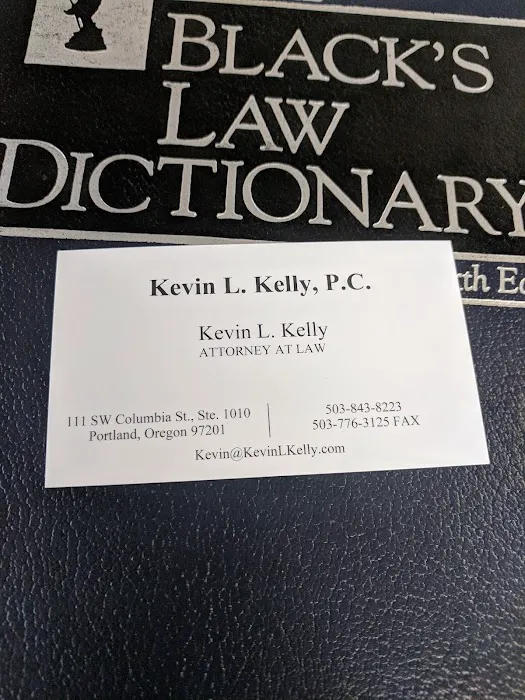 BLACK'S
LAW
DICTIONARY
Kevin L. Kelly, P.C.
Kevin L. Kelly
ATTORNEY AT LAW
111 SW Columbia St., Ste. 1010
Portland, Oregon 97201
503-843-8223
503-776-3125 FAX
Kevin@KevinLKelly.com